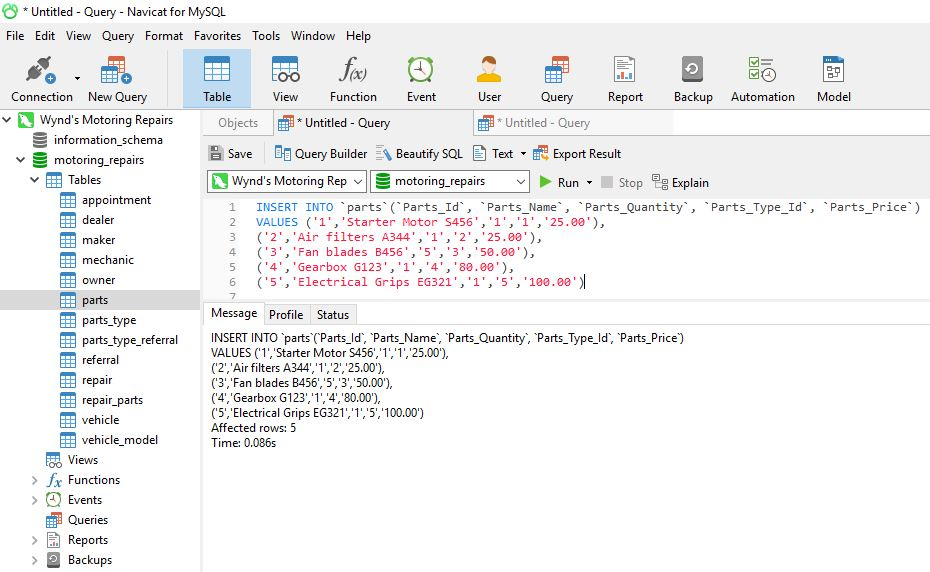 * Untitled - Query - Navicat for MySQL
File Edit View Query Format Favorites Tools Window Help
Connection New Query Table View Function Event User Query Report Backup Automation Model
Wynd's Motoring Repairs
information_schema
motoring_repairs
Tables
appointment
dealer
maker
mechanic
owner
parts
parts_type
parts_type_referral
referral
repair
repair_parts
vehicle
vehicle_model
Views
Functions
Events
Queries
Reports
Backups
Objects * Untitled - Query * Untitled - Query
Save Query Builder Beautify SQL Text Export Result
Wynd's Motoring Rep motoring_repairs Run Stop Explain
1 INSERT INTO `parts`(`Parts_Id`, `Parts_Name`, `Parts_Quantity`, `Parts_Type_Id`, `Parts_Price`)
2 VALUES ('1','Starter Motor S456','1','1','25.00'),
3 ('2','Air filters A344','1','2','25.00'),
4 ('3','Fan blades B456','5','3','50.00'),
5 ('4','Gearbox G123','1','4','80.00'),
6 ('5','Electrical Grips EG321','1','5','100.00')
7
Message Profile Status
INSERT INTO `parts`(`Parts_Id`, `Parts_Name`, `Parts_Quantity`, `Parts_Type_Id`, `Parts_Price`)
VALUES ('1','Starter Motor S456','1','1','25.00'),
('2','Air filters A344','1','2','25.00'),
('3','Fan blades B456','5','3','50.00'),
('4','Gearbox G123','1','4','80.00'),
('5','Electrical Grips EG321','1','5','100.00')
Affected rows: 5
Time: 0.086s